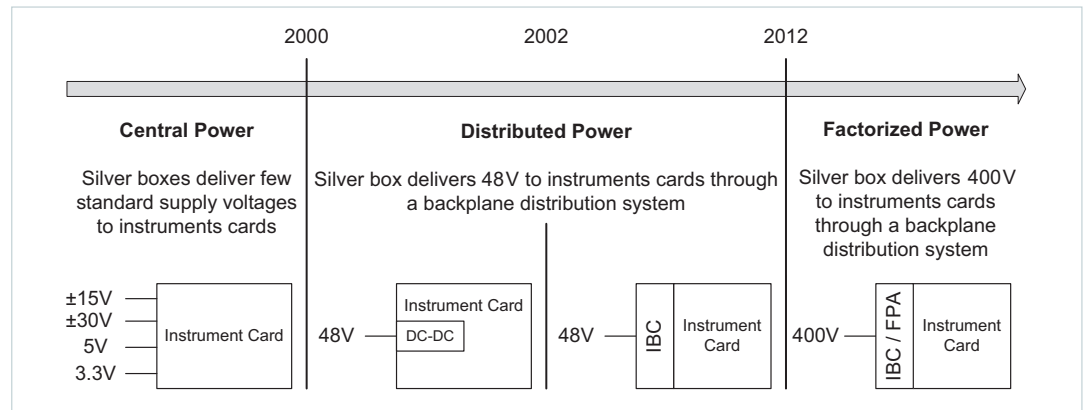 2000
2002
2012
Central Power
Distributed Power
Factorized Power
Silver boxes deliver few
standard supply voltages
to instruments cards
Silver box delivers 48V to instruments cards through
a backplane distribution system
Silver box delivers 400V
to instruments cards
through a backplane
distribution system
±15V
±30V
5V
3.3V
Instrument Card
48V
Instrument Card
DC-DC
48V
IBC
Instrument
Card
400V
IBC / FPA
Instrument
Card